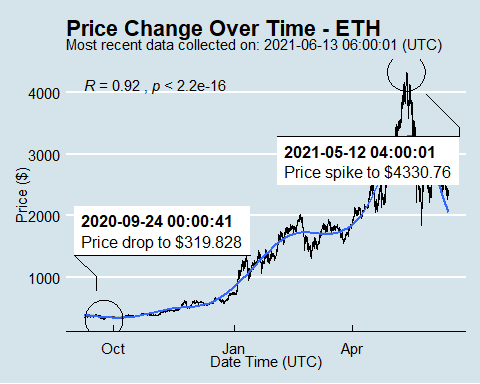 Price Change Over Time - ETH
Most recent data collected on: 2021-06-13 06:00:01 (UTC)
R = 0.92 , p < 2.2e-16
4000
3000
2000
1000
Price ($)
2021-05-12 04:00:01
Price spike to $4330.76
2020-09-24 00:00:41
Price drop to $319.828
Oct
Jan
Apr
Date Time (UTC)